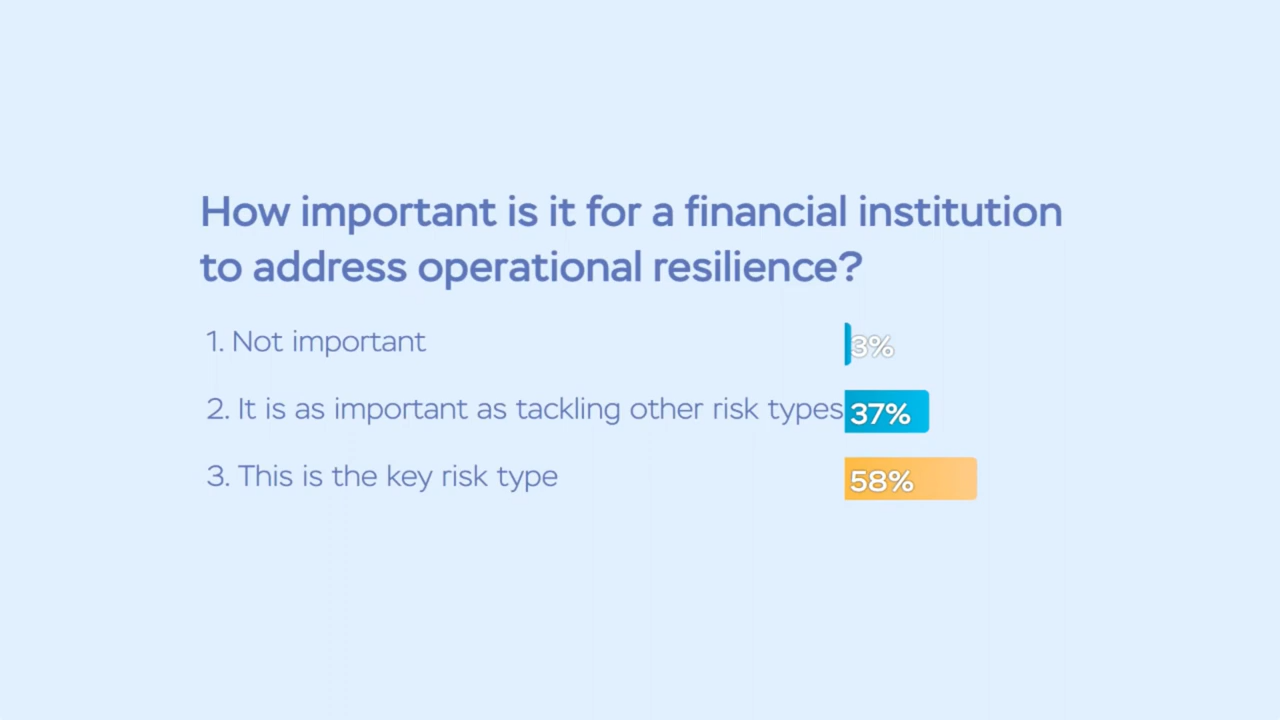 How important is it for a financial institution
to address operational resilience?
1. Not important 3%
2. It is as important as tackling other risk types 37%
3. This is the key risk type 58%